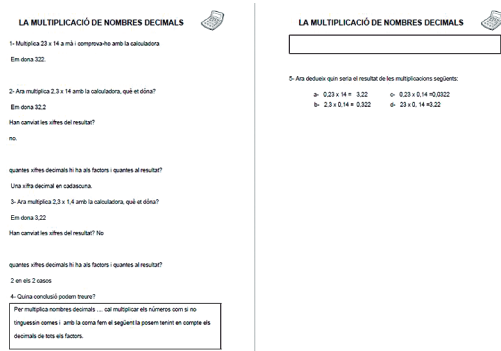 LA MULTIPLICACIÓ DE NOMBRES DECIMALS
1- Multiplica 23 x 14 a mà i comprova-ho amb la calculadora
Em dona 322.
2- Ara multiplica 2,3 x 14 amb la calculadora, què et dóna?
Em dona 32,2
Han canviat les xifres del resultat?
no.
quantes xifres decimals hi ha als factors i quantes al resultat?
Una xifra decimal en cadascuna.
3- Ara multiplica 2,3 x 1,4 amb la calculadora, què et dóna?
Em dona 3,22
Han canviat les xifres del resultat? No
quantes xifres decimals hi ha als factors i quantes al resultat?
2 en els 2 casos
4- Quina conclusió podem treure?
Per multiplica nombres decimals .... cal multiplicar els números com si no
tinguessin comes i amb la coma fem el següent la posem tenint en compte els
decimals de tots els factors.
LA MULTIPLICACIÓ DE NOMBRES DECIMALS
5- Ara dedueix quin seria el resultat de les multiplicacions següents:
a- 0,23 x 14 = 3,22 c- 0,23 x 0,14 =0,0322
b- 2,3 x 0,14 = 0,322 d- 23 x 0, 14 =3,22